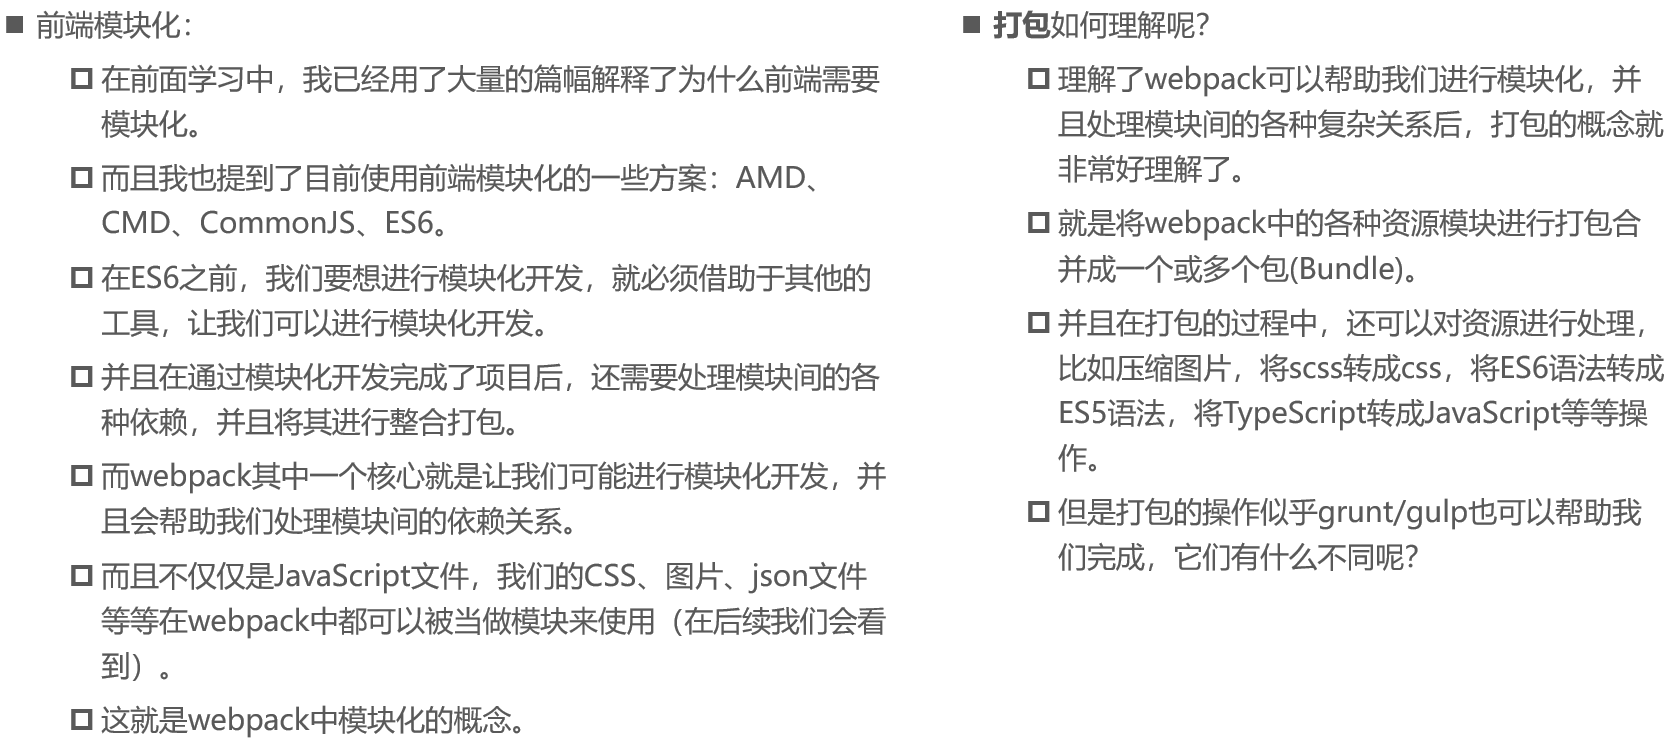 前端模块化：
在前面学习中，我已经用了大量的篇幅解释了为什么前端需要
模块化。
而且我也提到了目前使用前端模块化的一些方案：AMD、
CMD、CommonJS、ES6。
在ES6之前，我们要想进行模块化开发，就必须借助于其他的
工具，让我们可以进行模块化开发。
并且在通过模块化开发完成了项目后，还需要处理模块间的各
种依赖，并且将其进行整合打包。
而webpack其中一个核心就是让我们可能进行模块化开发，并
且会帮助我们处理模块间的依赖关系。
而且不仅仅是JavaScript文件，我们的CSS、图片、json文件
等等在webpack中都可以被当做模块来使用（在后续我们会看
到）。
这就是webpack中模块化的概念。
打包如何理解呢？
理解了webpack可以帮助我们进行模块化，并
且处理模块间的各种复杂关系后，打包的概念就
非常好理解了。
就是将webpack中的各种资源模块进行打包合
并成一个或多个包(Bundle)。
并且在打包的过程中，还可以对资源进行处理，
比如压缩图片，将scss转成css，将ES6语法转成
ES5语法，将TypeScript转成JavaScript等等操
作。
但是打包的操作似乎grunt/gulp也可以帮助我
们完成，它们有什么不同呢？